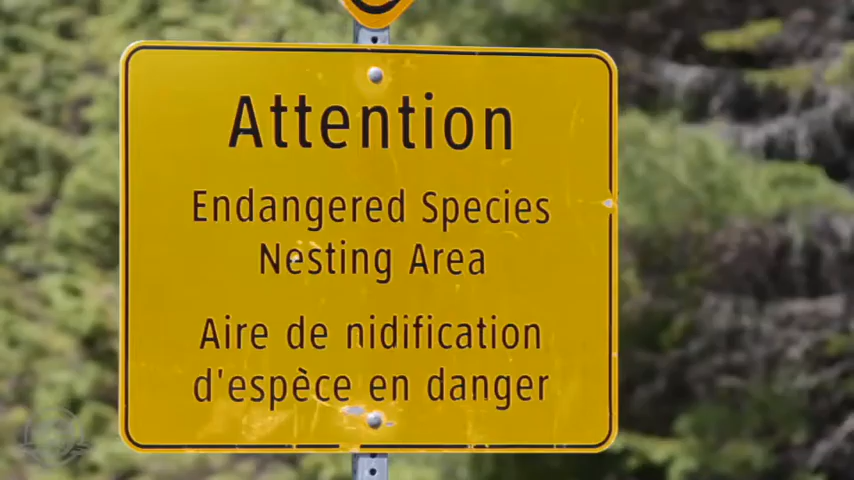 Attention
Endangered Species
Nesting Area
Aire de nidification
d'espèce en danger